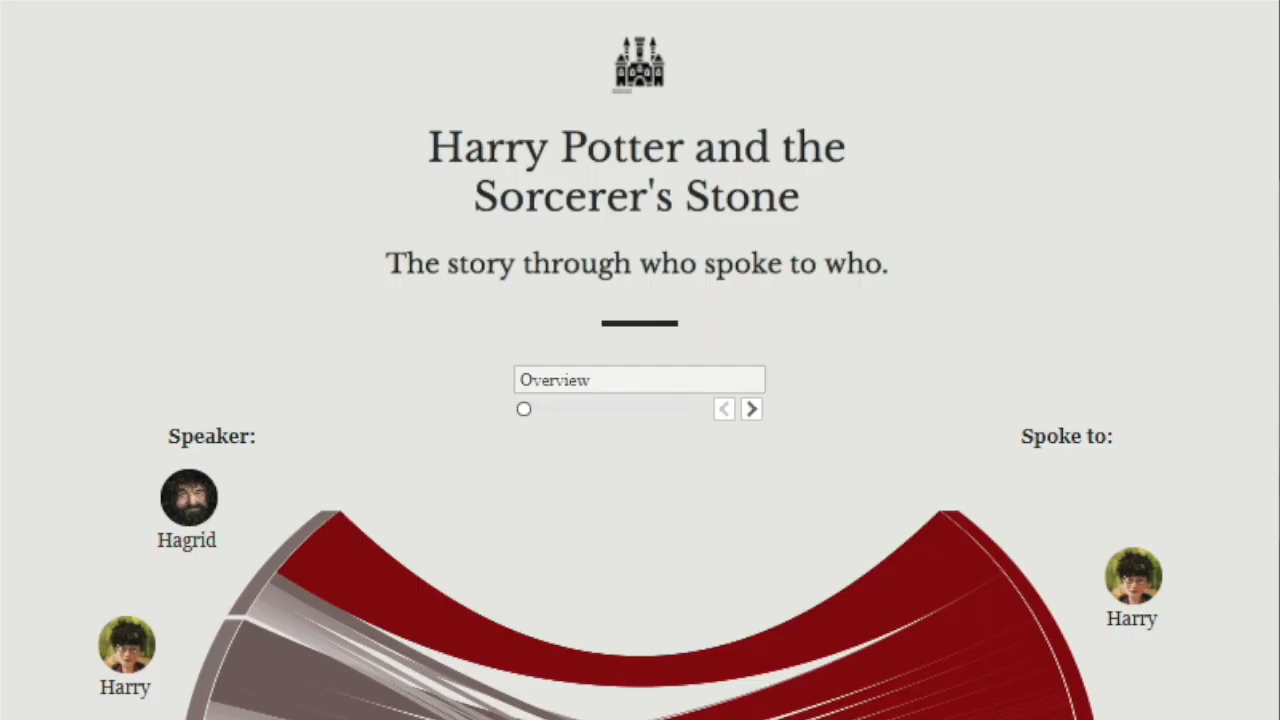 Harry Potter and the
Sorcerer's Stone
The story through who spoke to who.
Overview
Speaker:
Spoke to:
Hagrid
Harry
Harry